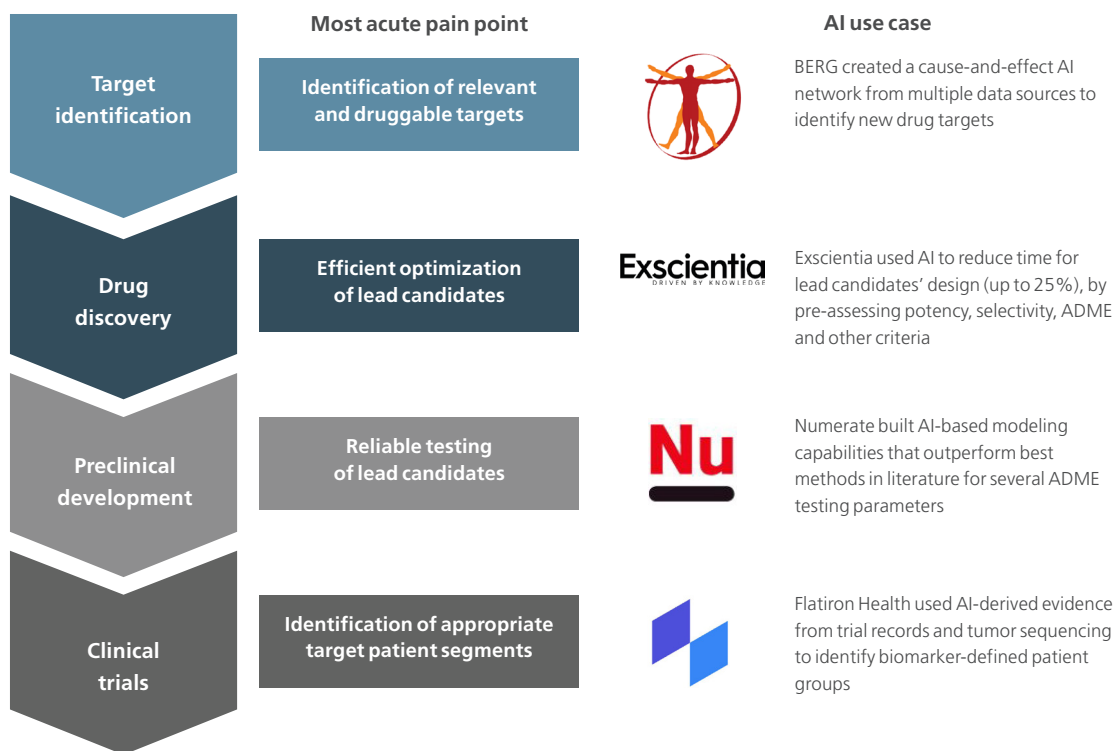 Most acute pain point
AI use case
Target
identification
Identification of relevant
and druggable targets
BERG created a cause-and-effect AI
network from multiple data sources to
identify new drug targets
Drug
discovery
Efficient optimization
of lead candidates
Exscientia
DRIVEN BY KNOWLEDGE
Exscientia used AI to reduce time for
lead candidates’ design (up to 25%), by
pre-assessing potency, selectivity, ADME
and other criteria
Preclinical
development
Reliable testing
of lead candidates
Nu
Numerate built AI-based modeling
capabilities that outperform best
methods in literature for several ADME
testing parameters
Clinical
trials
Identification of appropriate
target patient segments
Flatiron Health used AI-derived evidence
from trial records and tumor sequencing
to identify biomarker-defined patient
groups